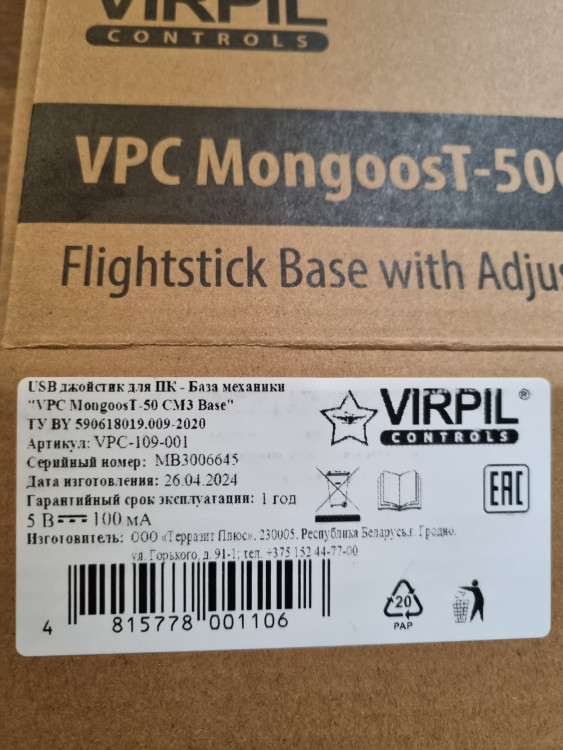 VIRPIL
CONTROLS
VPC MongoosT-50
Flightstick Base with Adjus
USB джойстик для ПК - База механики
"VPC MongoosT-50 CM3 Base"
ТУ BY 590618019.009-2020
Артикул: VPC-109-001
Серийный номер: MB3006645
Дата изготовления: 26.04.2024
Гарантийный срок эксплуатации: 1 год
5 В 100 мА
Изготовитель: ООО «Терразит Плюс». 230005. Республика Беларусь.г. Гродно.
ул. Горького, д. 91-1; тел. +375 152 44-77-00
VIRPIL®
CONTROLS
EAC
4 815778 001106
20
PAP